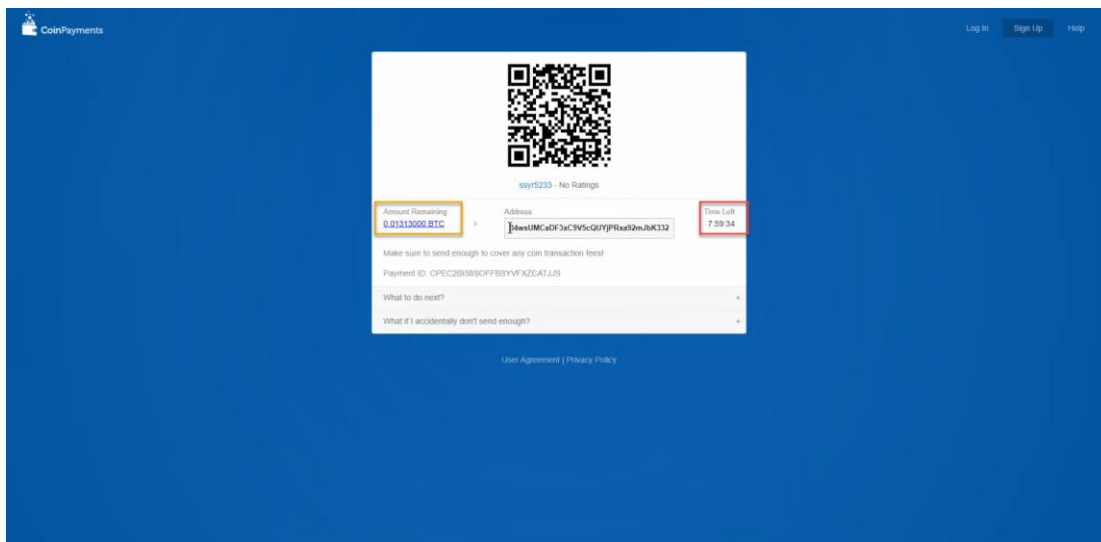 CoinPayments
Log In Sign Up Help
ssyr5233 - No Ratings
Amount Remaining Address Time Left
0.01313000 BTC 7:59:34
Make sure to send enough to cover any coin transaction fees!
What to do next? +
What if I accidentally don't send enough? +
User Agreement | Privacy Policy